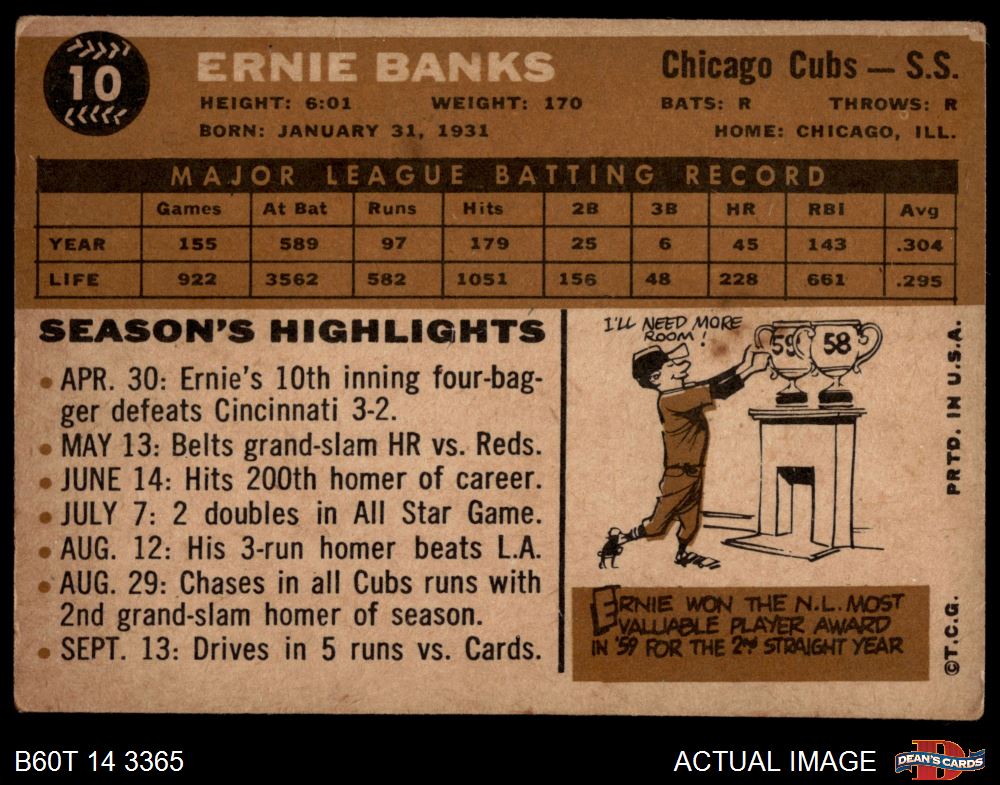 10
ERNIE BANKS
Chicago Cubs — S.S.
HEIGHT: 6:01 WEIGHT: 170 BATS: R THROWS: R
BORN: JANUARY 31, 1931 HOME: CHICAGO, ILL.
MAJOR LEAGUE BATTING RECORD
Games At Bat Runs Hits 2B 3B HR RBI Avg
YEAR 155 589 97 179 25 6 45 143 .304
LIFE 922 3562 582 1051 156 48 228 661 .295
SEASON'S HIGHLIGHTS
• APR. 30: Ernie's 10th inning four-bag-
ger defeats Cincinnati 3-2.
• MAY 13: Belts grand-slam HR vs. Reds.
• JUNE 14: Hits 200th homer of career.
• JULY 7: 2 doubles in All Star Game.
• AUG. 12: His 3-run homer beats L.A.
• AUG. 29: Chases in all Cubs runs with
2nd grand-slam homer of season.
• SEPT. 13: Drives in 5 runs vs. Cards.
I'LL NEED MORE
ROOM!
59 58
ERNIE WON THE N.L. MOST
VALUABLE PLAYER AWARD
IN '59 FOR THE 2ND STRAIGHT YEAR
©T.C.G. PRTD. IN U.S.A.
B60T 14 3365
ACTUAL IMAGE
DEAN'S CARDS